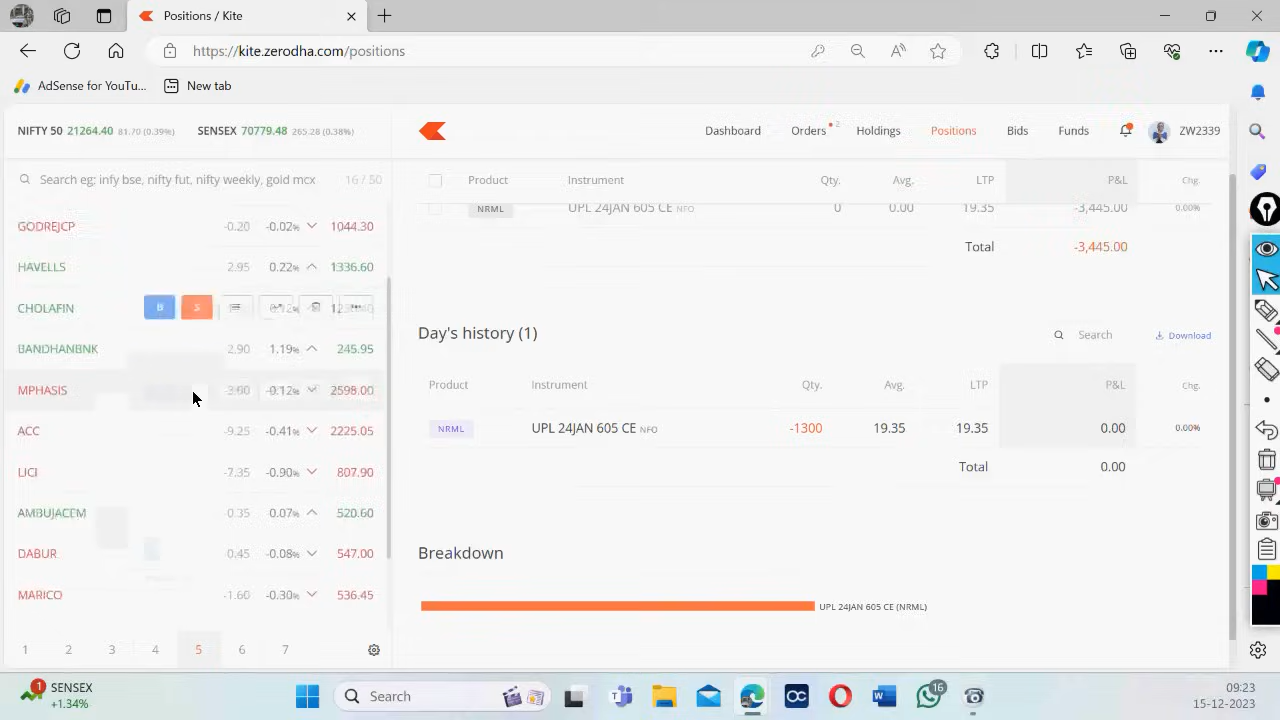 Positions / Kite
https://kite.zerodha.com/positions
AdSense for YouTu...
New tab
NIFTY 50 21264.40 81.70 (0.39%) SENSEX 70779.48 265.28 (0.38%)
Dashboard Orders 2 Holdings Positions Bids Funds ZW2339
Search eg: infy bse, nifty fut, nifty weekly, gold mcx 16 / 50
Product Instrument Qty. Avg. LTP P&L Chg.
NRML UPL 24JAN 605 CE NFO 0 0.00 19.35 -3,445.00 0.00%
Total -3,445.00
GODREJCP -0.20 -0.02% 1044.30
HAVELLS 2.95 0.22% 1336.60
CHOLAFIN B S 0.12%
BANDHANBNK 2.90 1.19% 245.95
MPHASIS -0.12% 2598.00
ACC -9.25 -0.41% 2225.05
LICI -7.35 -0.90% 807.90
AMBUJACEM 0.35 0.07% 520.60
DABUR -0.08% 547.00
MARICO -1.60 -0.30% 536.45
1 2 3 4 5 6 7
Day's history (1)
Search Download
Product Instrument Qty. Avg. LTP P&L Chg.
NRML UPL 24JAN 605 CE NFO -1300 19.35 19.35 0.00 0.00%
Total 0.00
Breakdown
UPL 24JAN 605 CE (NRML)
1 SENSEX
+1.34%
Search
16
09:23
15-12-2023